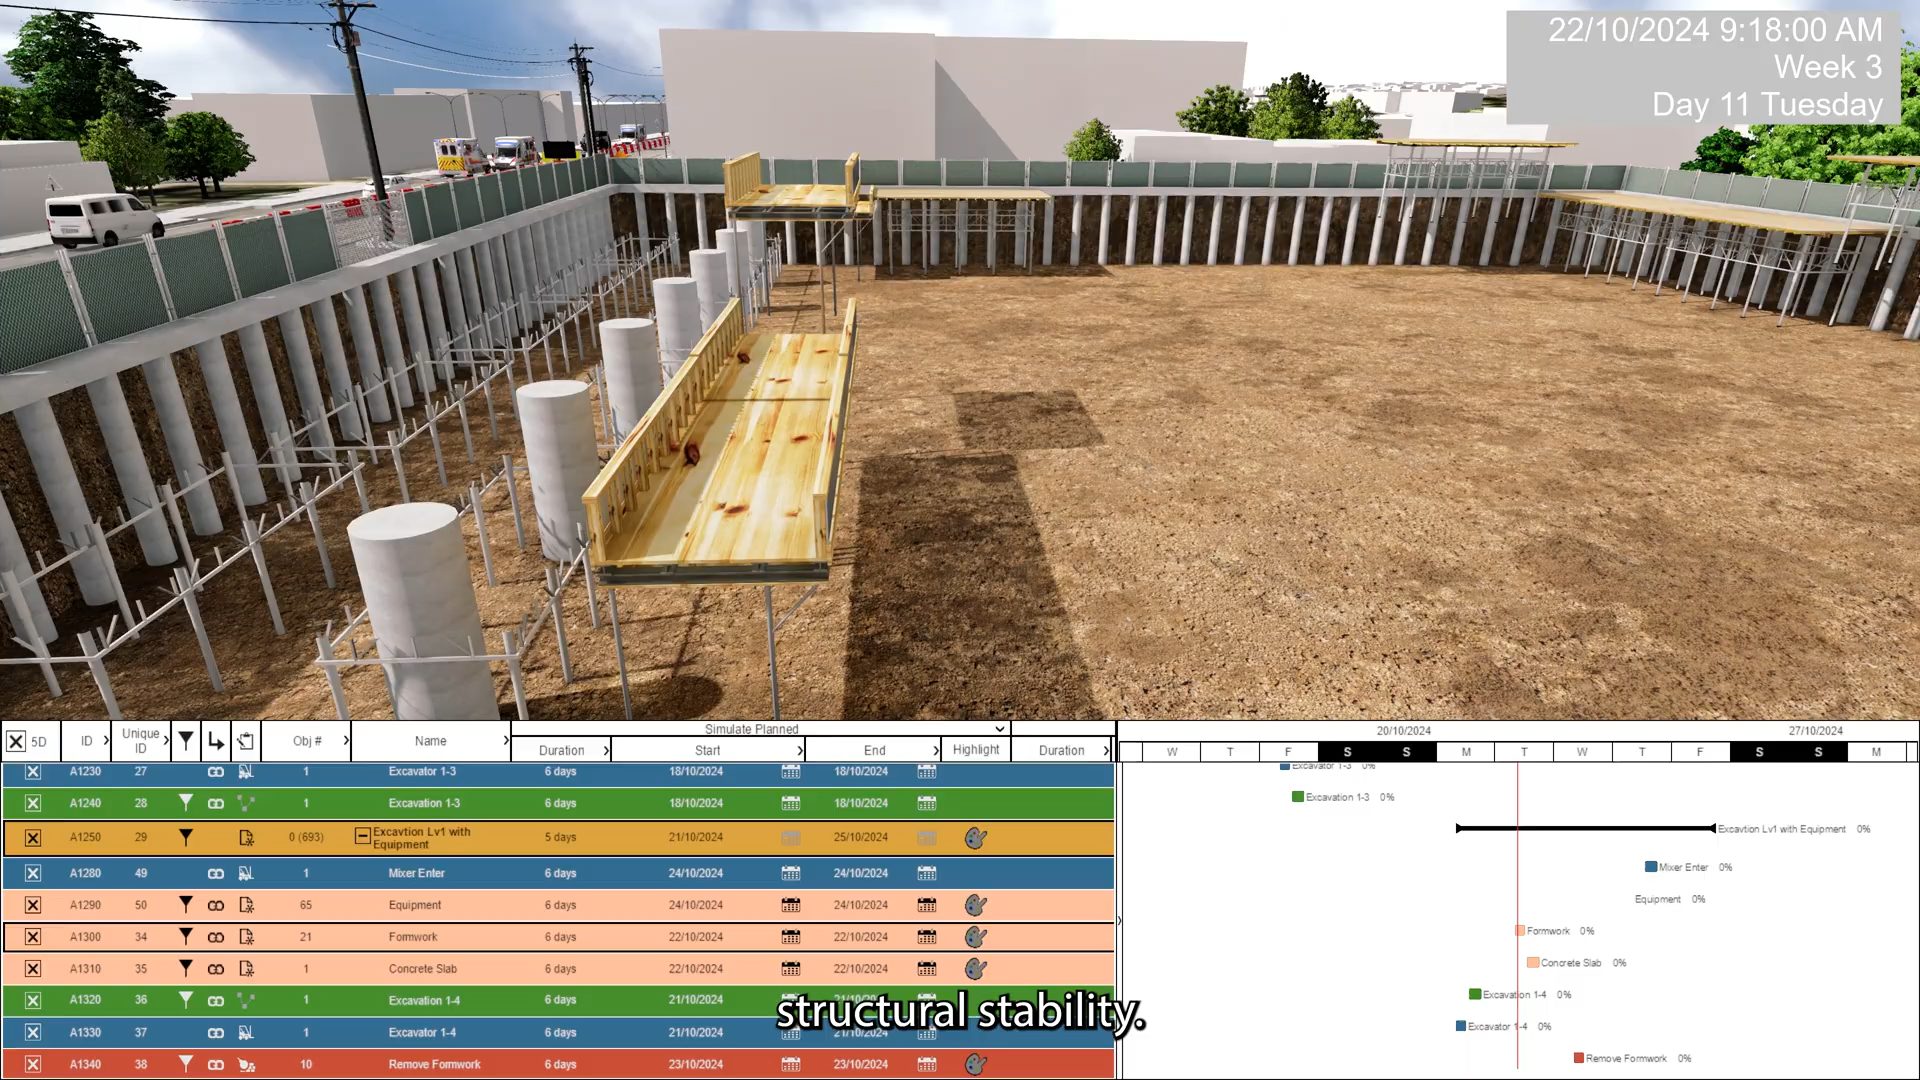 22/10/2024 9:18:00 AM
Week 3
Day 11 Tuesday
5D ID Unique ID Obj # Name Simulate Planned 20/10/2024 27/10/2024
Duration Start End Highlight Duration W T F S S M T W T F S S M
A1230 27 1 Excavator 1-3 6 days 18/10/2024 18/10/2024 Excavator 1-3 0%
A1240 28 1 Excavation 1-3 6 days 18/10/2024 18/10/2024 Excavation 1-3 0%
A1250 29 0 (693) Excavtion Lv1 with Equipment 5 days 21/10/2024 25/10/2024 Excavtion Lv1 with Equipment 0%
A1280 49 1 Mixer Enter 6 days 24/10/2024 24/10/2024 Mixer Enter 0%
A1290 50 65 Equipment 6 days 24/10/2024 24/10/2024 Equipment 0%
A1300 34 21 Formwork 6 days 22/10/2024 22/10/2024 Formwork 0%
A1310 35 1 Concrete Slab 6 days 22/10/2024 22/10/2024 Concrete Slab 0%
A1320 36 1 Excavation 1-4 6 days 21/10/2024 21/10/2024 Excavation 1-4 0%
structural stability.
A1330 37 1 Excavator 1-4 6 days 21/10/2024 21/10/2024 Excavator 1-4 0%
A1340 38 10 Remove Formwork 6 days 23/10/2024 23/10/2024 Remove Formwork 0%